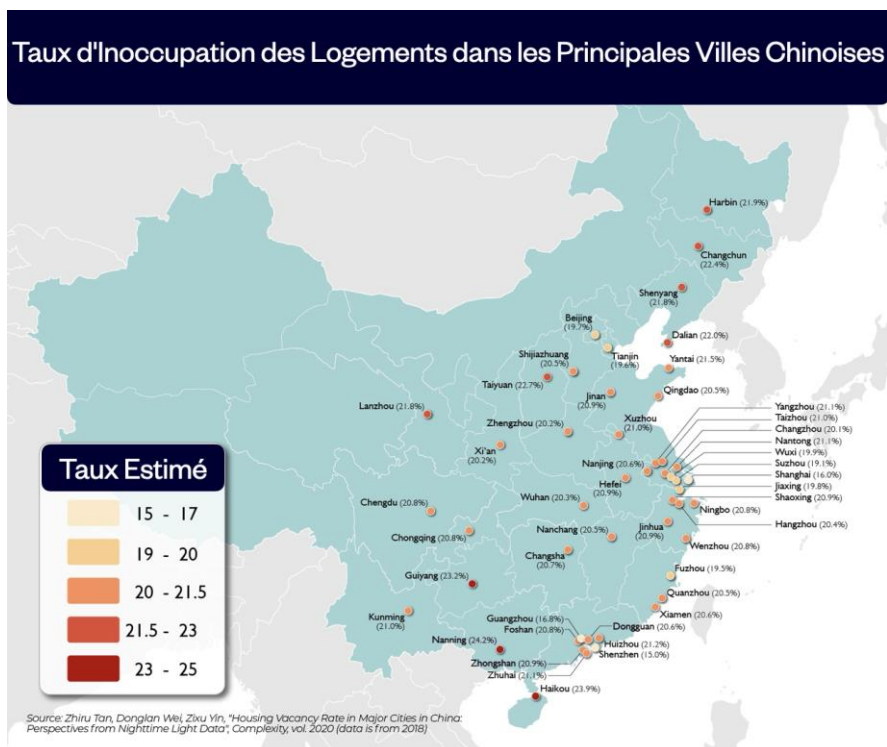 Taux d'Inoccupation des Logements dans les Principales Villes Chinoises
Harbin (21.9%)
Changchun
(22.4%)
Shenyang
(21.8%)
Beijing
(19.7%)
Dalian (22.0%)
Tianjin
(19.6%)
Yantai (21.5%)
Shijiazhuang
(20.5%)
Taiyuan (22.7%)
Qingdao (20.5%)
Jinan
(20.9%)
Lanzhou (21.8%)
Xuzhou
(21.0%)
Zhengzhou (20.2%)
Xi'an
(20.2%)
Yangzhou (21.1%)
Taizhou (21.0%)
Changzhou (20.1%)
Nantong (21.1%)
Wuxi (19.9%)
Suzhou (19.1%)
Shanghai (16.0%)
Jiaxing (19.8%)
Shaoxing (20.9%)
Nanjing (20.6%)
Hefei
(20.9%)
Ningbo (20.8%)
Hangzhou (20.4%)
Wuhan (20.3%)
Chengdu (20.8%)
Chongqing (20.8%)
Nanchang (20.5%)
Jinhua
(20.9%)
Wenzhou (20.8%)
Changsha
(20.7%)
Fuzhou (19.5%)
Guiyang (23.2%)
Quanzhou (20.5%)
Xiamen (20.6%)
Kunming
(21.0%)
Guangzhou (16.8%)
Foshan (20.8%)
Dongguan (20.6%)
Nanning (24.2%)
Huizhou (21.2%)
Shenzhen (15.0%)
Zhongshan (20.9%)
Zhuhai (21.1%)
Haikou (23.9%)
Taux Estimé
15 - 17
19 - 20
20 - 21.5
21.5 - 23
23 - 25
Source: Zhiru Tan, Donglan Wei, Zixu Yin, "Housing Vacancy Rate in Major Cities in China:
Perspectives from Nighttime Light Data", Complexity, vol. 2020 (data is from 2018)